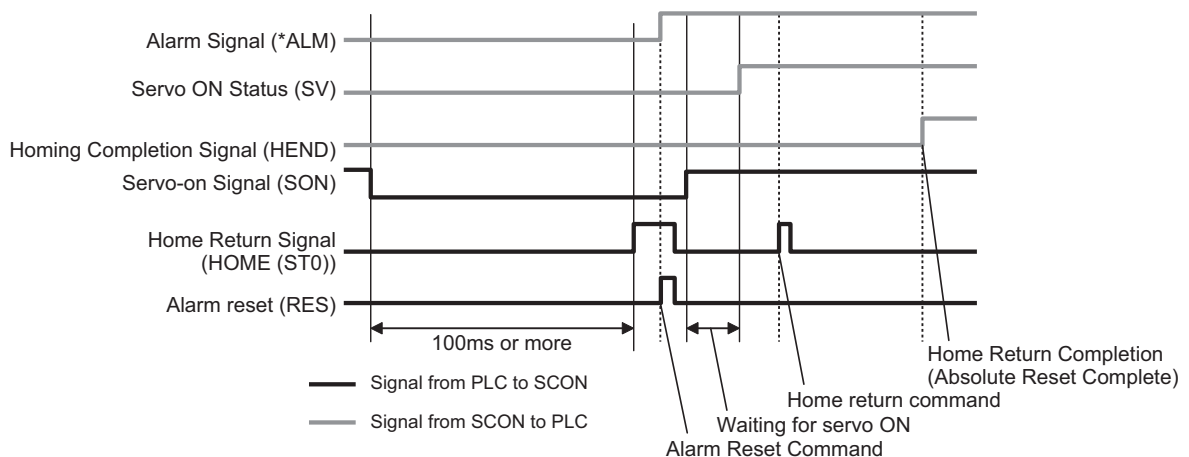 Alarm Signal (*ALM)
Servo ON Status (SV)
Homing Completion Signal (HEND)
Servo-on Signal (SON)
Home Return Signal
(HOME (ST0))
Alarm reset (RES)
100ms or more
Home Return Completion
(Absolute Reset Complete)
Signal from PLC to SCON
Home return command
Signal from SCON to PLC
Waiting for servo ON
Alarm Reset Command